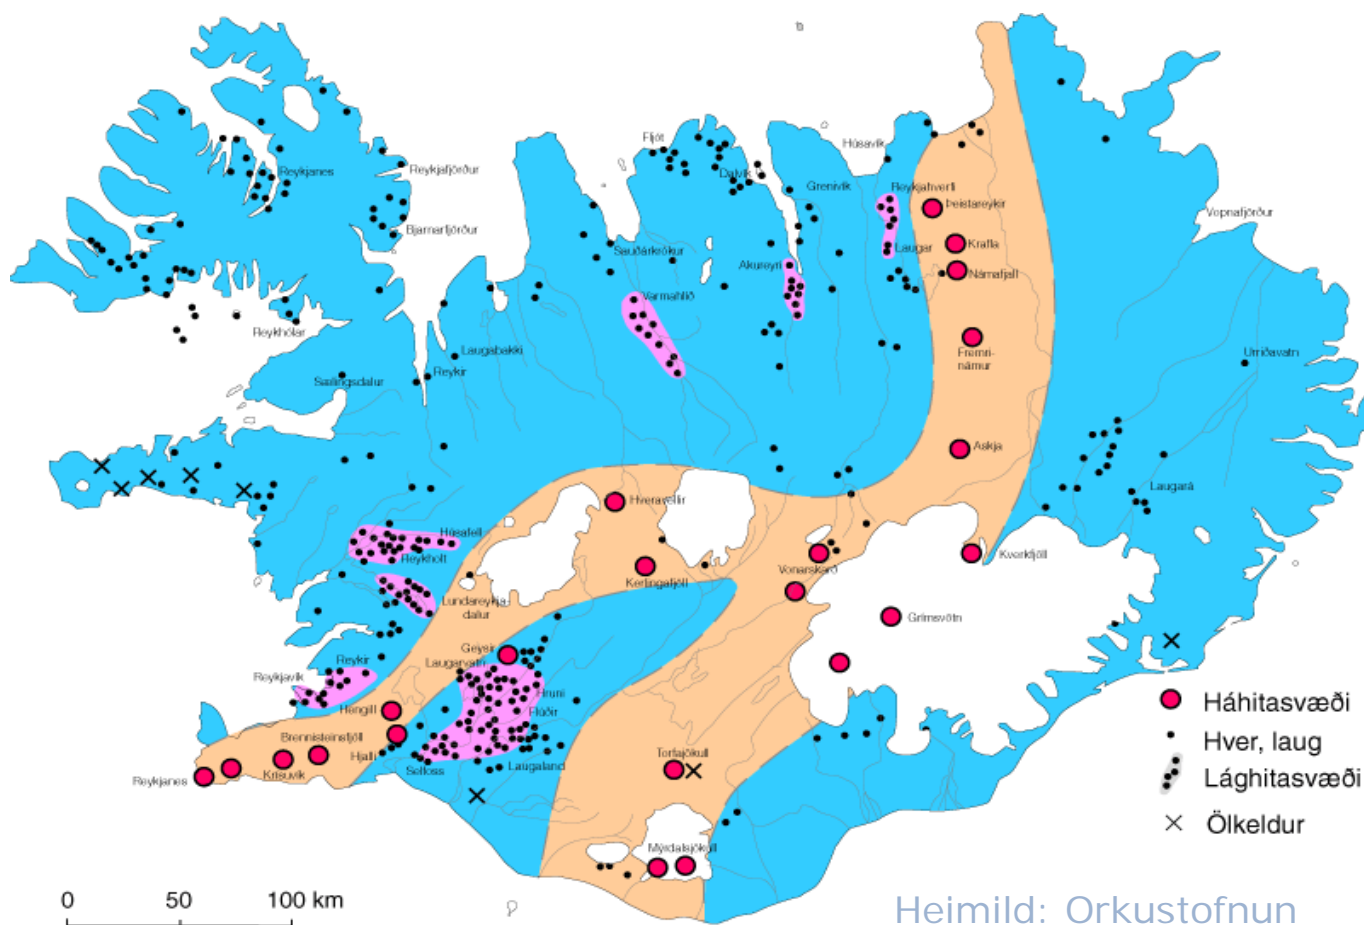 Reykjanes
Reykjafjörður
Bjarnarfjörður
Reykhólar
Fljót
Dalvík
Grenivík
Húsavík
Reykjahverfi
Þeistareykir
Vopnafjörður
Laugar
Krafla
Námafjall
Sauðárkrókur
Akureyri
Varmahlíð
Laugabakki
Reykir
Sælingsdalur
Fremri-
námur
Urriðavatn
Askja
Laugará
Hveravellir
Húsafell
Reykholt
Kerlingafjöll
Vonarskarð
Kverkfjöll
Lundareykja-
dalur
Grímsvötn
Geysir
Laugarvatn
Reykir
Reykjavík
Hruni
Flúðir
Hengill
Brennisteinsfjöll
Hjalli
Selfoss
Laugaland
Krísuvík
Reykjanes
Torfajökull
Mýrdalsjökull
Háhitasvæði
Hver, laug
Lághitasvæði
Ölkeldur
0 50 100 km
Heimild: Orkustofnun